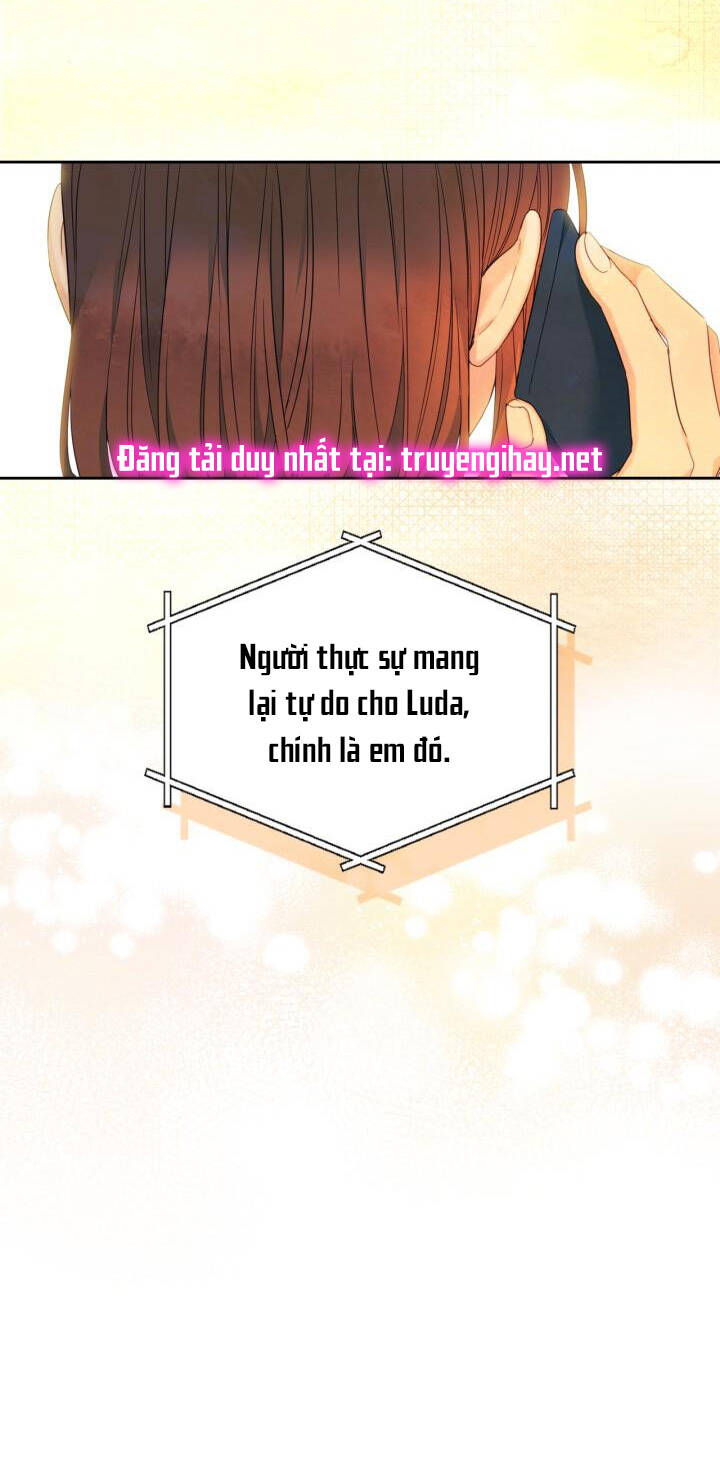 Đăng tải duy nhất tại: truyengihay.net
Người thực sự mang
lại tự do cho Luda,
chính là em đó.